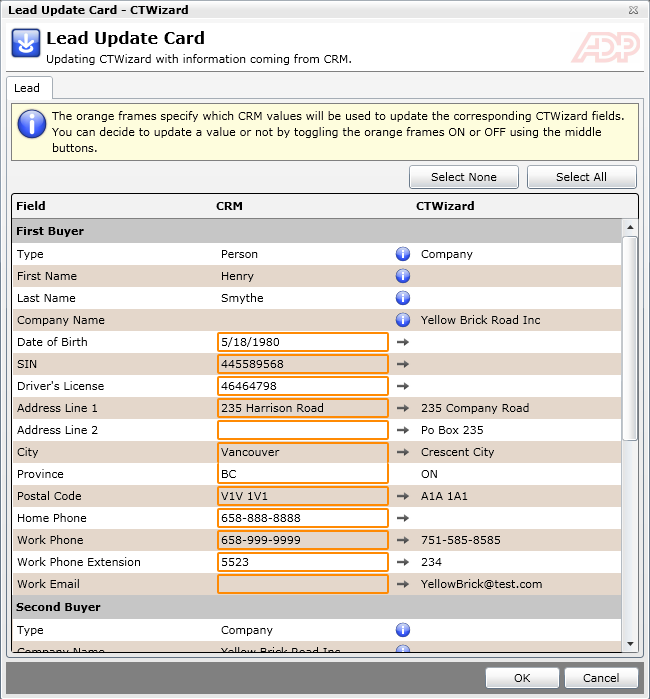 Lead Update Card - CTWizard
Lead Update Card
Updating CTWizard with information coming from CRM.
ADP
Lead
The orange frames specify which CRM values will be used to update the corresponding CTWizard fields.
You can decide to update a value or not by toggling the orange frames ON or OFF using the middle
buttons.
Select None Select All
Field CRM CTWizard
First Buyer
Type Person Company
First Name Henry
Last Name Smythe
Company Name Yellow Brick Road Inc
Date of Birth 5/18/1980
SIN 445589568
Driver's License 46464798
Address Line 1 235 Harrison Road 235 Company Road
Address Line 2 Po Box 235
City Vancouver Crescent City
Province BC ON
Postal Code V1V 1V1 A1A 1A1
Home Phone 658-888-8888
Work Phone 658-999-9999 751-585-8585
Work Phone Extension 5523 234
Work Email YellowBrick@test.com
Second Buyer
Type Company
Company Name Yellow Brick Road Inc
OK Cancel